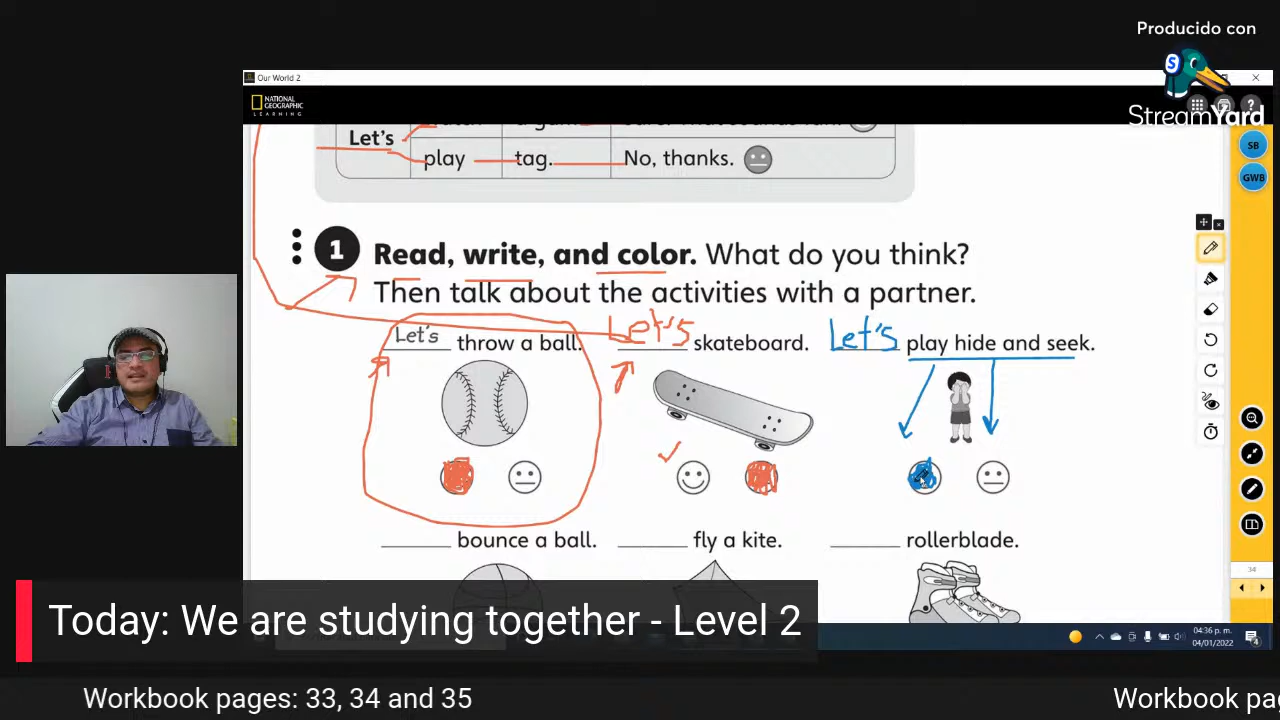 Producido con
StreamYard
Our World 2
NATIONAL
GEOGRAPHIC
LEARNING
SB
GWB
Let's
play tag. No, thanks.
1 Read, write, and color. What do you think?
Then talk about the activities with a partner.
Let's throw a ball. Let's skateboard. Let's play hide and seek.
bounce a ball. fly a kite. rollerblade.
34
Today: We are studying together - Level 2
04:36 p. m.
04/01/2022
Workbook pages: 33, 34 and 35
Workbook pag